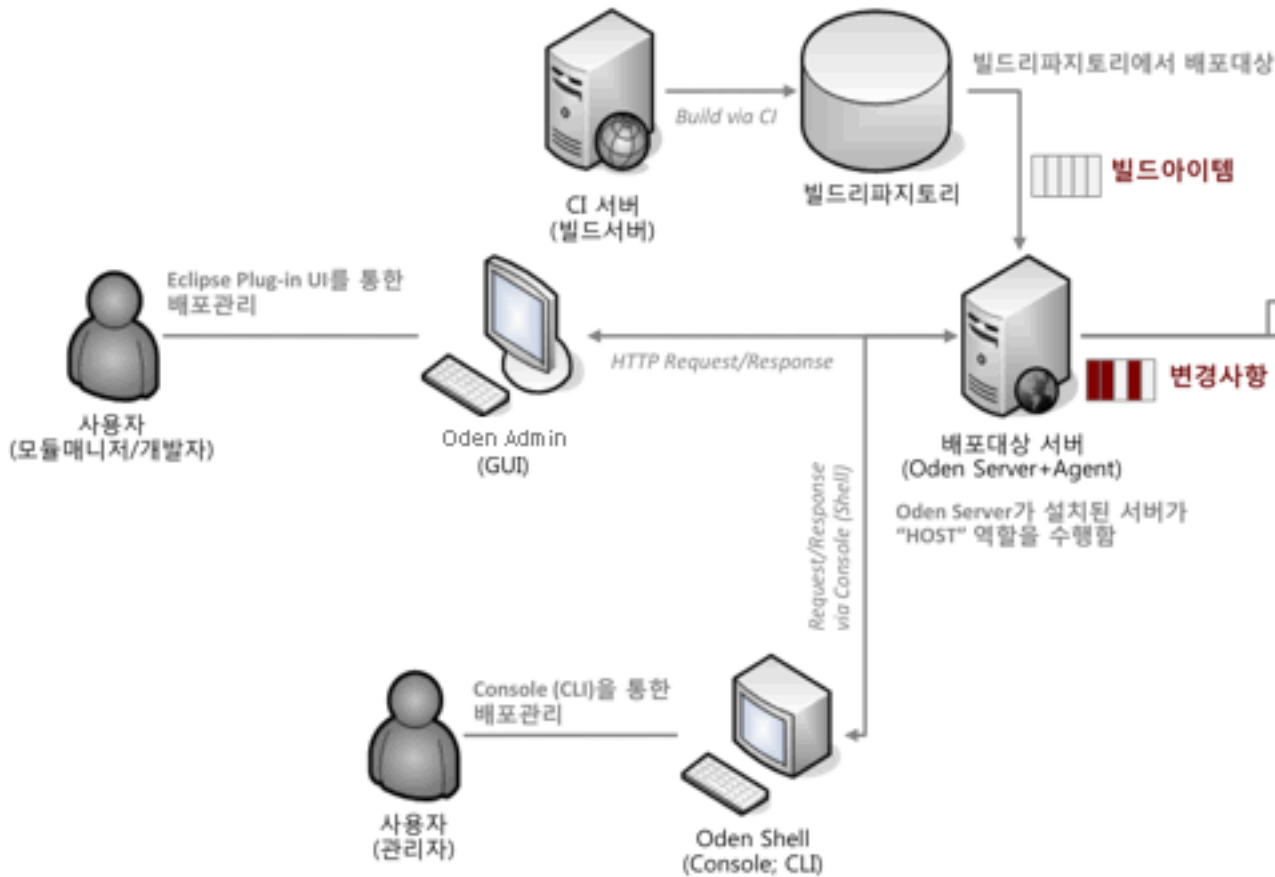 빌드리파지토리에서 배포대상
Build via CI
빌드아이템
CI 서버
(빌드서버)
빌드리파지토리
Eclipse Plug-in UI를 통한
배포관리
HTTP Request/Response
변경사항
사용자
(모듈매니저/개발자)
Oden Admin
(GUI)
배포대상 서버
(Oden Server+Agent)
Oden Server가 설치된 서버가
“HOST” 역할을 수행함
Request/Response
via Console (Shell)
Console (CLI)을 통한
배포관리
사용자
(관리자)
Oden Shell
(Console; CLI)